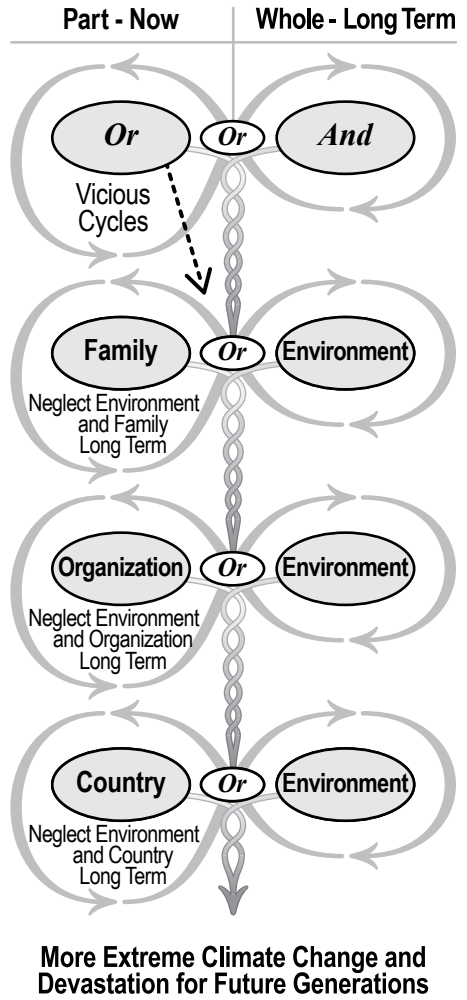 Part - Now
Whole - Long Term
Or
Or
And
Vicious
Cycles
Family
Or
Environment
Neglect Environment
and Family
Long Term
Organization
Or
Environment
Neglect Environment
and Organization
Long Term
Country
Or
Environment
Neglect Environment
and Country
Long Term
More Extreme Climate Change and
Devastation for Future Generations